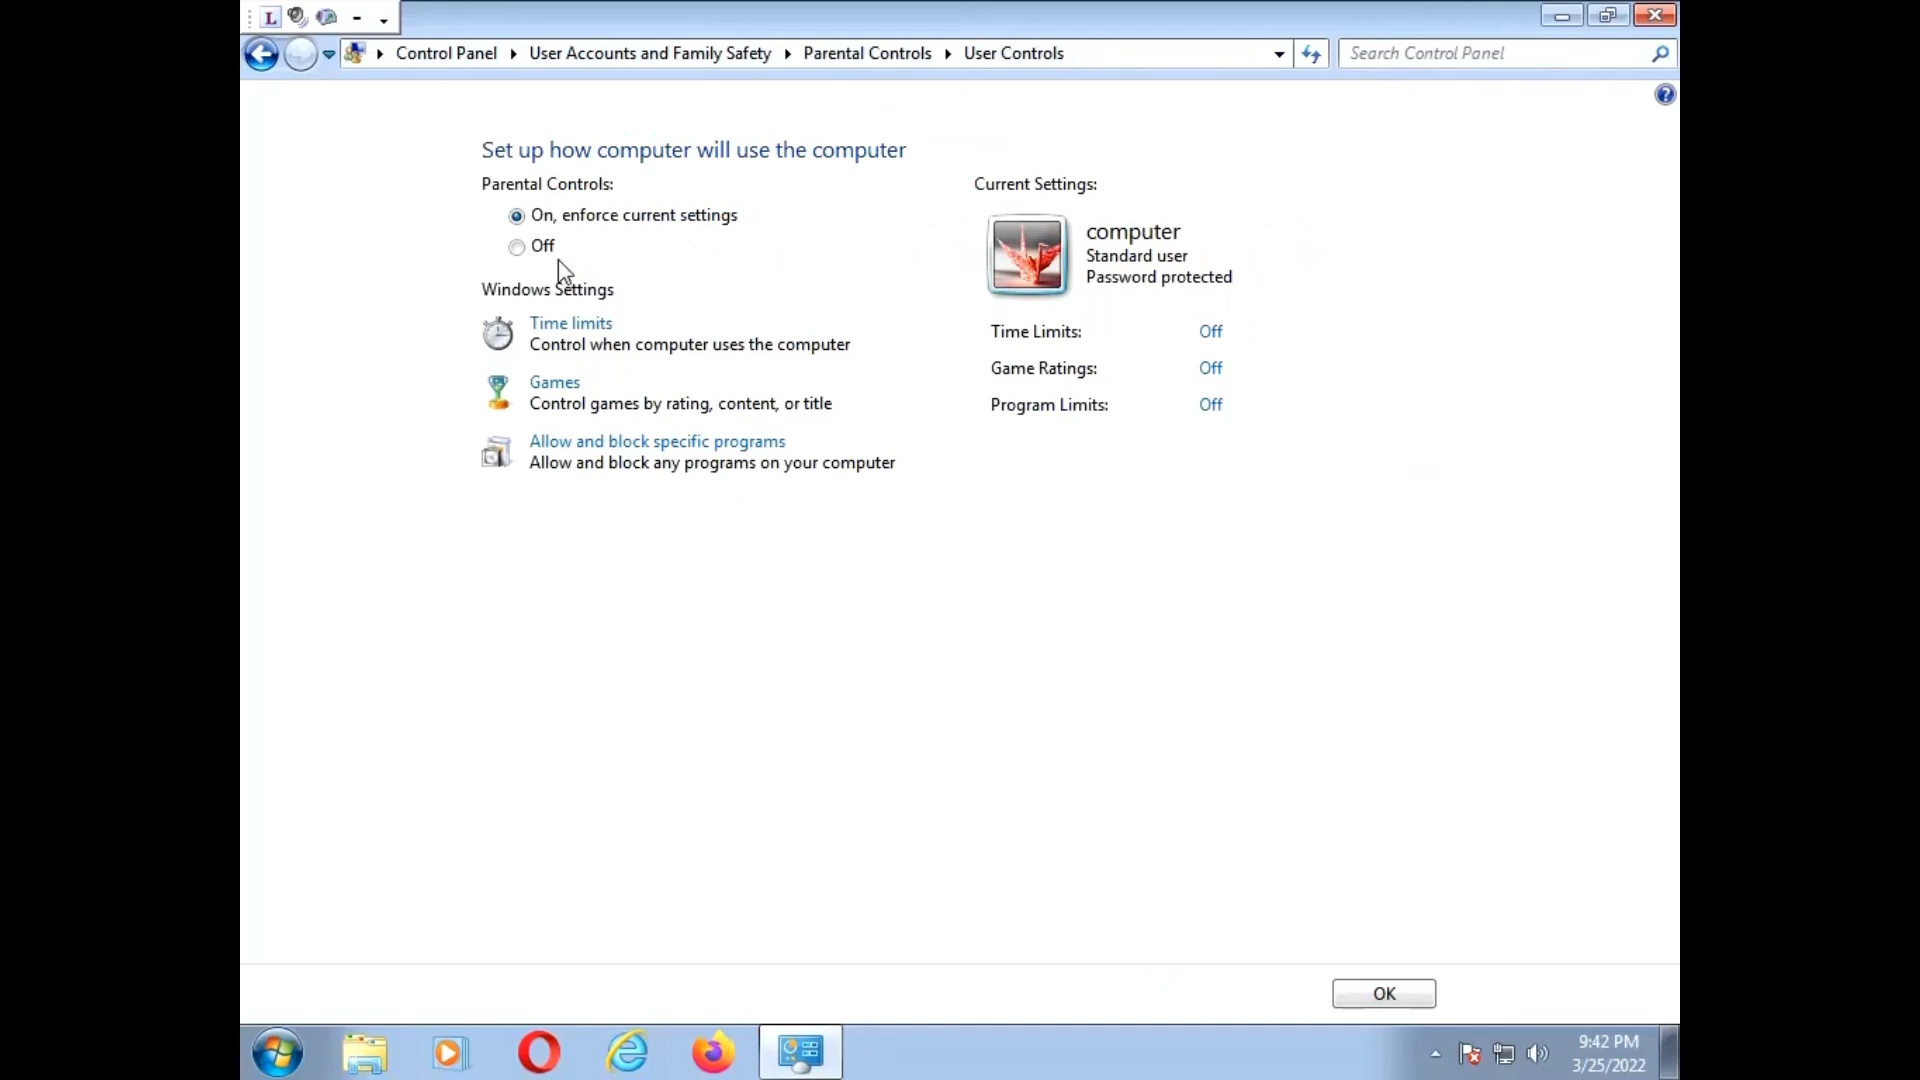 L
Control Panel User Accounts and Family Safety Parental Controls User Controls
Search Control Panel
Set up how computer will use the computer
Parental Controls:
On, enforce current settings
Off
Windows Settings
Time limits
Control when computer uses the computer
Games
Control games by rating, content, or title
Allow and block specific programs
Allow and block any programs on your computer
Current Settings:
computer
Standard user
Password protected
Time Limits: Off
Game Ratings: Off
Program Limits: Off
OK
9:42 PM
3/25/2022